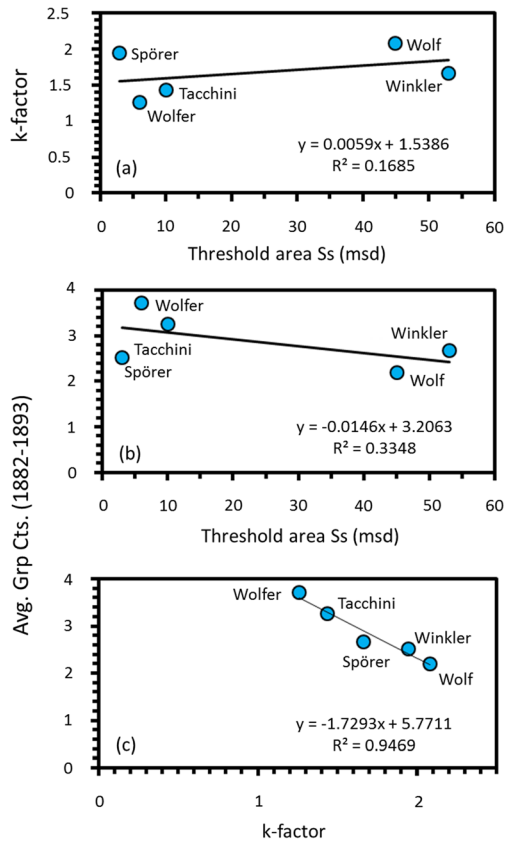 2.5
2
1.5
1
0.5
0
k-factor
Spörer
Wolf
Winkler
Tacchini
Wolfer
y = 0.0059x + 1.5386
R² = 0.1685
(a)
0 10 20 30 40 50 60
Threshold area Ss (msd)
4
3
2
1
0
Wolfer
Tacchini
Spörer
Winkler
Wolf
y = -0.0146x + 3.2063
R² = 0.3348
(b)
0 10 20 30 40 50 60
Threshold area Ss (msd)
Avg. Grp Cts. (1882-1893)
4
3
2
1
0
Wolfer
Tacchini
Winkler
Spörer
Wolf
y = -1.7293x + 5.7711
R² = 0.9469
(c)
0 1 2
k-factor